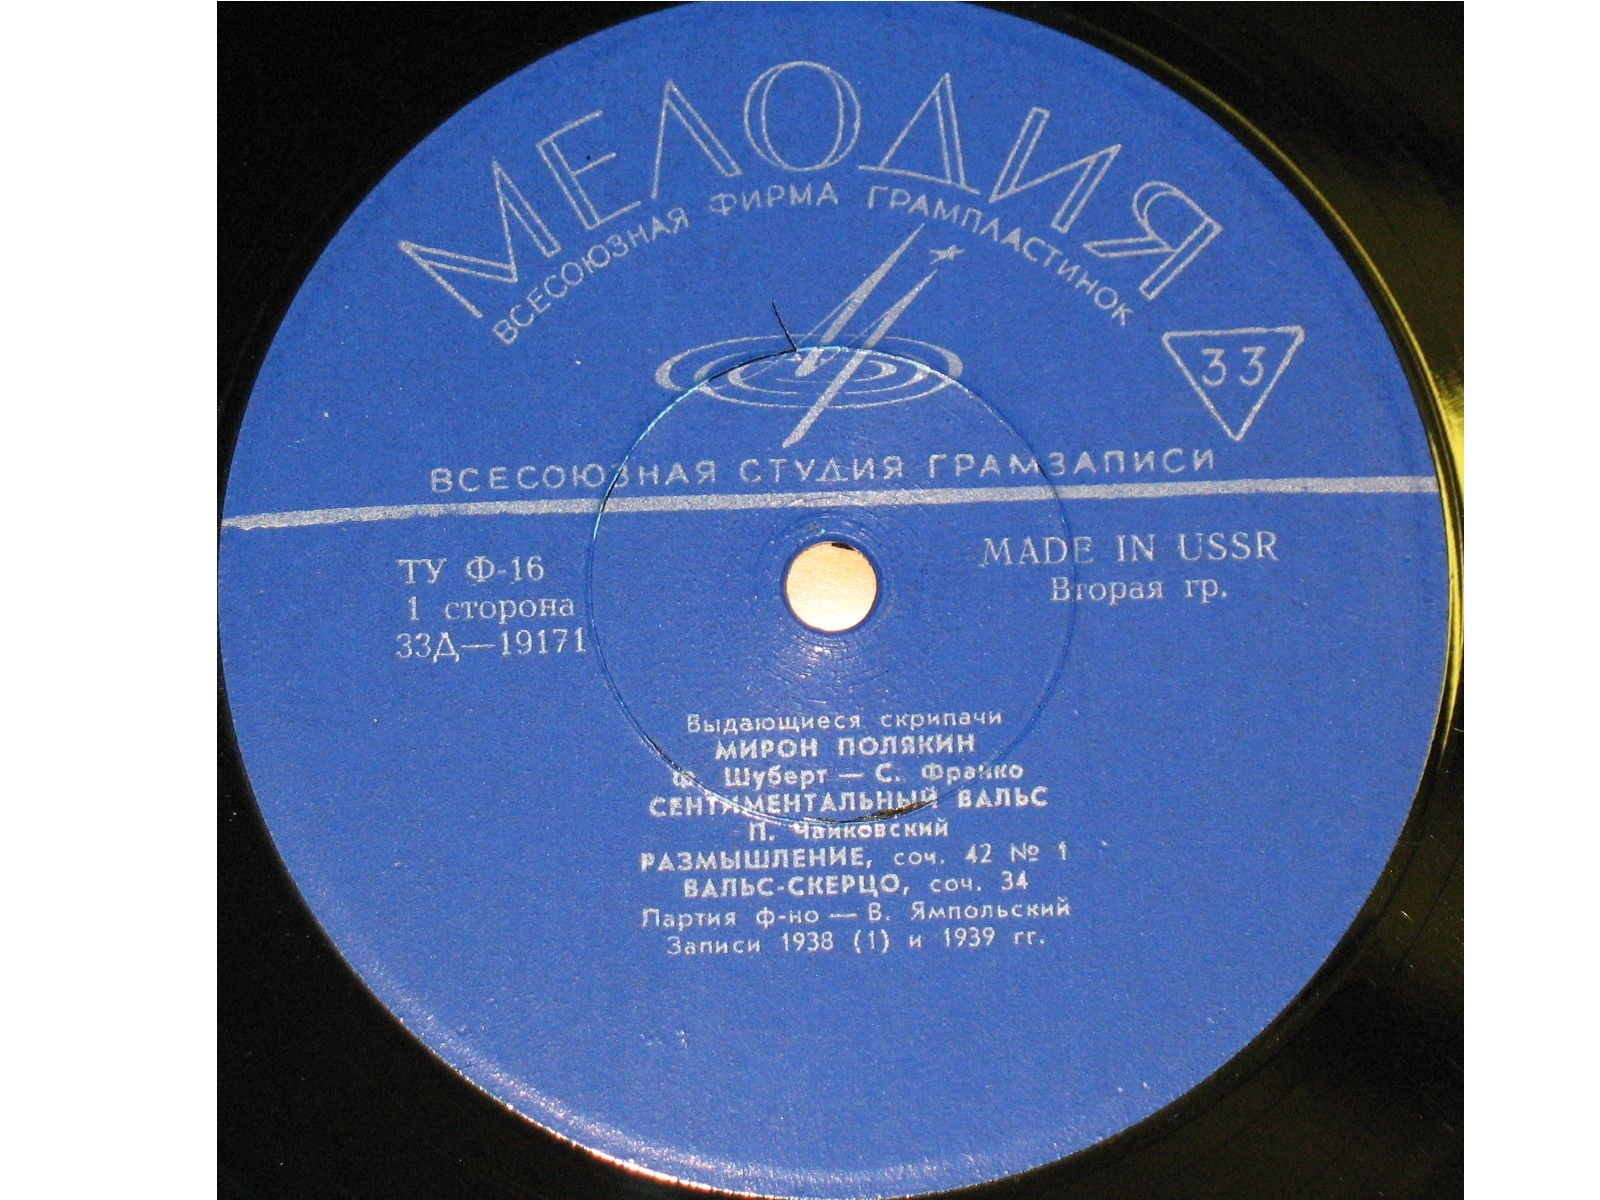 МЕЛОДИЯ
ВСЕСОЮЗНАЯ ФИРМА ГРАМПЛАСТИНОК
33
ВСЕСОЮЗНАЯ СТУДИЯ ГРАМЗАПИСИ
ТУ Ф-16
1 сторона
33Д—19171
MADE IN USSR
Вторая гр.
Выдающиеся скрипачи
МИРОН ПОЛЯКИН
Ф. Шуберт — С. Франко
СЕНТИМЕНТАЛЬНЫЙ ВАЛЬС
П. Чайковский
РАЗМЫШЛЕНИЕ, соч. 42 № 1
ВАЛЬС-СКЕРЦО, соч. 34
Партия ф-но — В. Ямпольский
Записи 1938 (1) и 1939 гг.